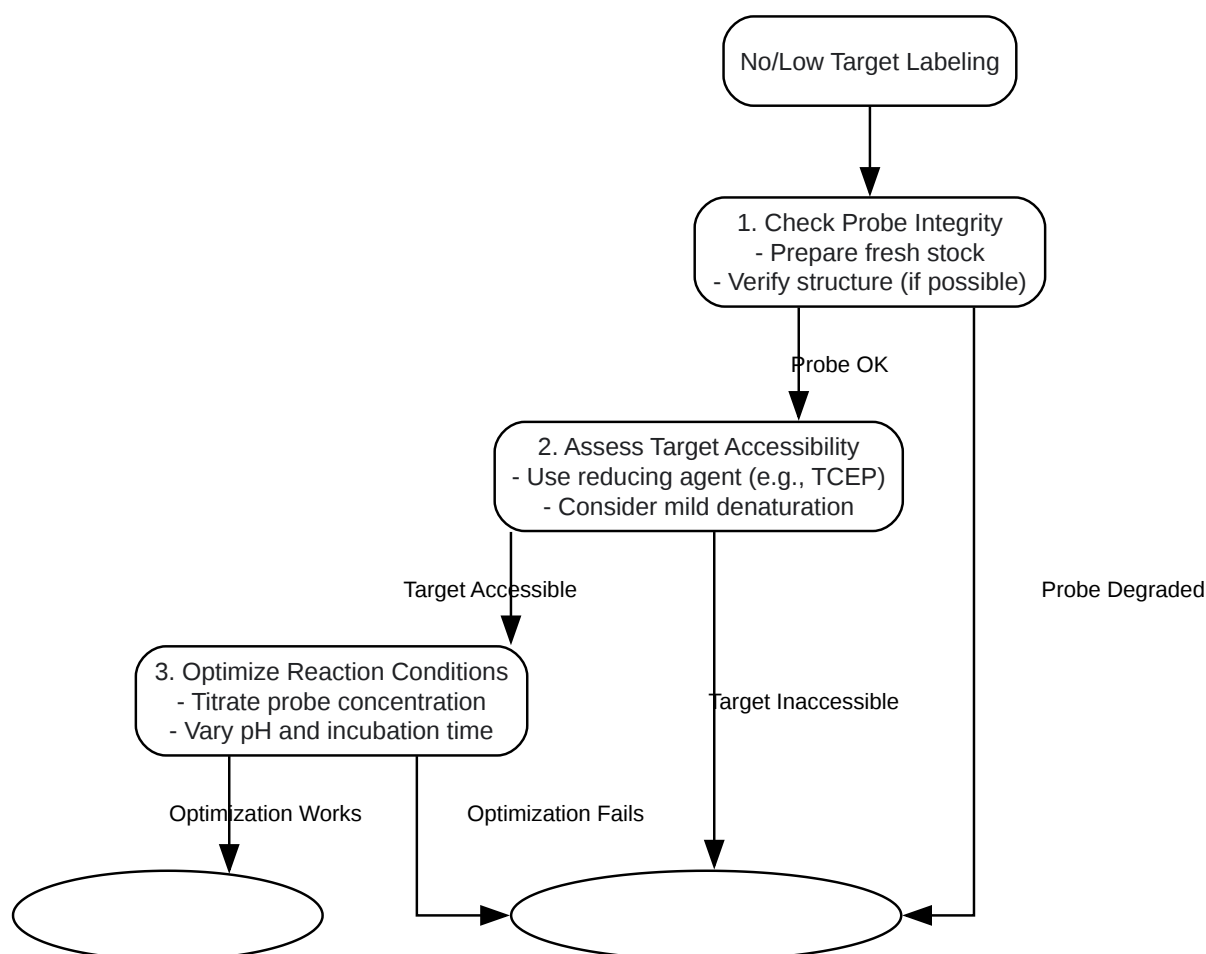 No/Low Target Labeling
1. Check Probe Integrity
- Prepare fresh stock
- Verify structure (if possible)
Probe OK
2. Assess Target Accessibility
- Use reducing agent (e.g., TCEP)
- Consider mild denaturation
Target Accessible
Probe Degraded
3. Optimize Reaction Conditions
- Titrate probe concentration
- Vary pH and incubation time
Target Inaccessible
Optimization Works
Optimization Fails